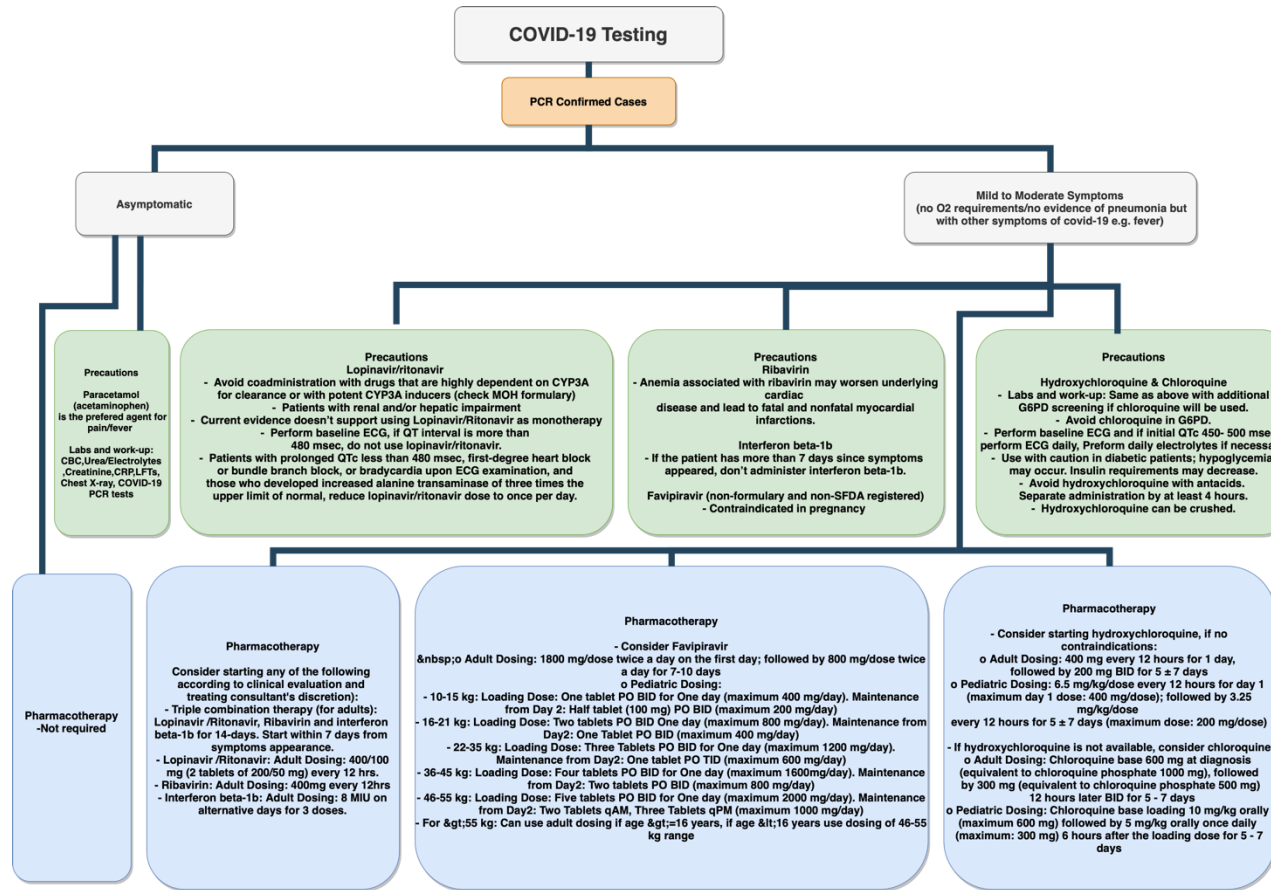 COVID-19 Testing
PCR Confirmed Cases
Asymptomatic
Mild to Moderate Symptoms
(no O2 requirements/no evidence of pneumonia but
with other symptoms of covid-19 e.g. fever)
Precautions
Paracetamol
(acetaminophen)
is the prefered agent for
pain/fever
Labs and work-up:
CBC,Urea/Electrolytes
,Creatinine,CRP,LFTs,
Chest X-ray, COVID-19
PCR tests
Precautions
Lopinavir/ritonavir
- Avoid coadministration with drugs that are highly dependent on CYP3A
for clearance or with potent CYP3A inducers (check MOH formulary)
- Patients with renal and/or hepatic impairment
- Current evidence doesn't support using Lopinavir/Ritonavir as monotherapy
- Perform baseline ECG, if QT interval is more than
480 msec, do not use lopinavir/ritonavir.
- Patients with prolonged QTc less than 480 msec, first-degree heart block
or bundle branch block, or bradycardia upon ECG examination, and
those who developed increased alanine transaminase of three times the
upper limit of normal, reduce lopinavir/ritonavir dose to once per day.
Precautions
Ribavirin
- Anemia associated with ribavirin may worsen underlying
cardiac
disease and lead to fatal and nonfatal myocardial
infarctions.
Interferon beta-1b
- If the patient has more than 7 days since symptoms
appeared, don't administer interferon beta-1b.
Favipiravir (non-formulary and non-SFDA registered)
- Contraindicated in pregnancy
Precautions
Hydroxychloroquine & Chloroquine
- Labs and work-up: Same as above with additional
G6PD screening if chloroquine will be used.
- Avoid chloroquine in G6PD.
- Perform baseline ECG and if initial QTc 450- 500 msec
perform ECG daily, Preform daily electrolytes if necessa
- Use with caution in diabetic patients; hypoglycem
may occur. Insulin requirements may decrease.
- Avoid hydroxychloroquine with antacids.
Separate administration by at least 4 hours.
- Hydroxychloroquine can be crushed.
Pharmacotherapy
-Not required
Pharmacotherapy
Consider starting any of the following
according to clinical evaluation and
treating consultant's discretion):
- Triple combination therapy (for adults):
Lopinavir /Ritonavir, Ribavirin and interferon
beta-1b for 14-days. Start within 7 days from
symptoms appearance.
- Lopinavir /Ritonavir: Adult Dosing: 400/100
mg (2 tablets of 200/50 mg) every 12 hrs.
- Ribavirin: Adult Dosing: 400mg every 12hrs
- Interferon beta-1b: Adult Dosing: 8 MIU on
alternative days for 3 doses.
Pharmacotherapy
- Consider Favipiravir
&nbsp;o Adult Dosing: 1800 mg/dose twice a day on the first day; followed by 800 mg/dose twice
a day for 7-10 days
o Pediatric Dosing:
- 10-15 kg: Loading Dose: One tablet PO BID for One day (maximum 400 mg/day). Maintenance
from Day 2: Half tablet (100 mg) PO BID (maximum 200 mg/day)
- 16-21 kg: Loading Dose: Two tablets PO BID One day (maximum 800 mg/day). Maintenance from
Day2: One tablet PO BID (maximum 400 mg/day)
- 22-35 kg: Loading Dose: Three Tablets PO BID for One day (maximum 1200 mg/day).
Maintenance from Day2: One tablet PO TID (maximum 600 mg/day)
- 36-45 kg: Loading Dose: Four tablets PO BID for One day (maximum 1600mg/day). Maintenance
from Day2: Two tablets PO BID (maximum 800 mg/day)
- 46-55 kg: Loading Dose: Five tablets PO BID for One day (maximum 2000 mg/day). Maintenance
from Day2: Two Tablets qAM, Three Tablets qPM (maximum 1000 mg/day)
- For &gt;55 kg: Can use adult dosing if age &gt;=16 years, if age &lt;16 years use dosing of 46-55
kg range
Pharmacotherapy
- Consider starting hydroxychloroquine, if no
contraindications:
o Adult Dosing: 400 mg every 12 hours for 1 day,
followed by 200 mg BID for 5 ± 7 days
o Pediatric Dosing: 6.5 mg/kg/dose every 12 hours for day 1
(maximum day 1 dose: 400 mg/dose); followed by 3.25
mg/kg/dose
every 12 hours for 5 ± 7 days (maximum dose: 200 mg/dose)
- If hydroxychloroquine is not available, consider chloroquine
o Adult Dosing: Chloroquine base 600 mg at diagnosis
(equivalent to chloroquine phosphate 1000 mg), followed
by 300 mg (equivalent to chloroquine phosphate 500 mg)
12 hours later BID for 5 - 7 days
o Pediatric Dosing: Chloroquine base loading 10 mg/kg orally
(maximum 600 mg) followed by 5 mg/kg orally once daily
(maximum: 300 mg) 6 hours after the loading dose for 5 - 7
days